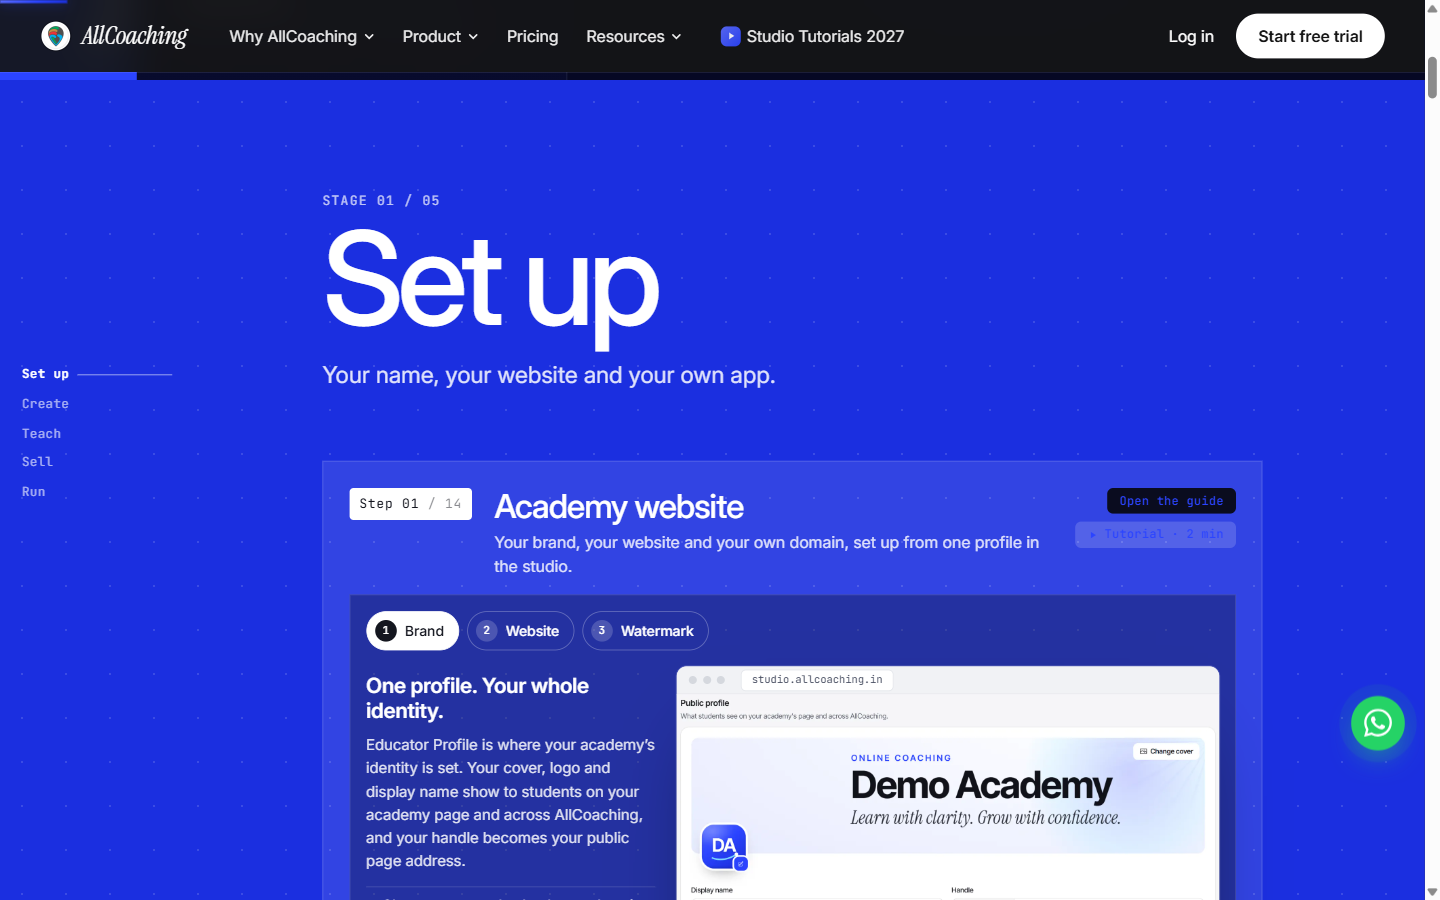 AllCoaching
Why AllCoaching
Product
Pricing
Resources
Studio Tutorials 2027
Log in
Start free trial
STAGE 01 / 05
Set up
Your name, your website and your own app.
Set up
Create
Teach
Sell
Run
Step 01 / 14
Academy website
Your brand, your website and your own domain, set up from one profile in
the studio.
Open the guide
Tutorial · 2 min
1 Brand
2 Website
3 Watermark
One profile. Your whole
identity.
Educator Profile is where your academy’s
identity is set. Your cover, logo and
display name show to students on your
academy page and across AllCoaching,
and your handle becomes your public
page address.
studio.allcoaching.in
Public profile
What students see on your academy's page and across AllCoaching.
Change cover
ONLINE COACHING
Demo Academy
Learn with clarity. Grow with confidence.
DA
Display name
Handle